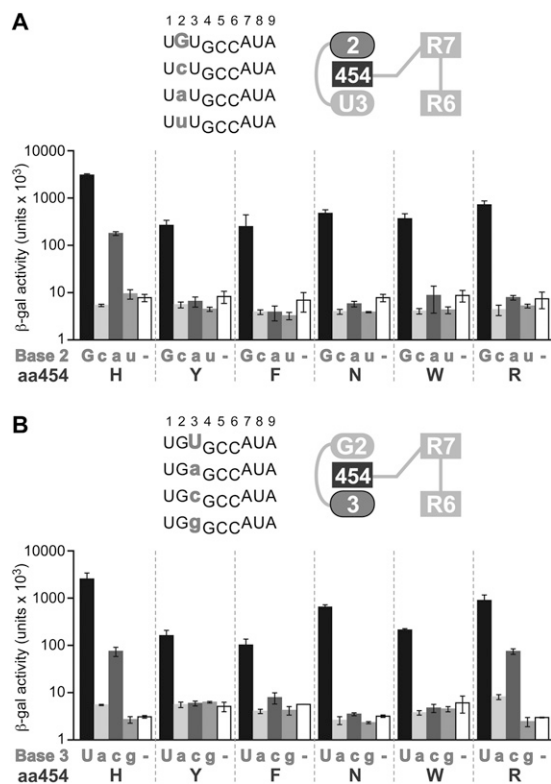 A
1 2 3 4 5 6 7 8 9
UGUGCCAUA
UcUGCCAUA
UaUGCCAUA
UuUGCCAUA
2
454
U3
R7
R6
β-gal activity (units x 10³)
10000
1000
100
10
1
Base 2 G c a u - G c a u - G c a u - G c a u - G c a u - G c a u -
aa454 H Y F N W R
B
1 2 3 4 5 6 7 8 9
UGUGCCAUA
UGaGCCAUA
UGcGCCAUA
UGgGCCAUA
G2
454
3
R7
R6
β-gal activity (units x 10³)
10000
1000
100
10
1
Base 3 U a c g - U a c g - U a c g - U a c g - U a c g - U a c g -
aa454 H Y F N W R